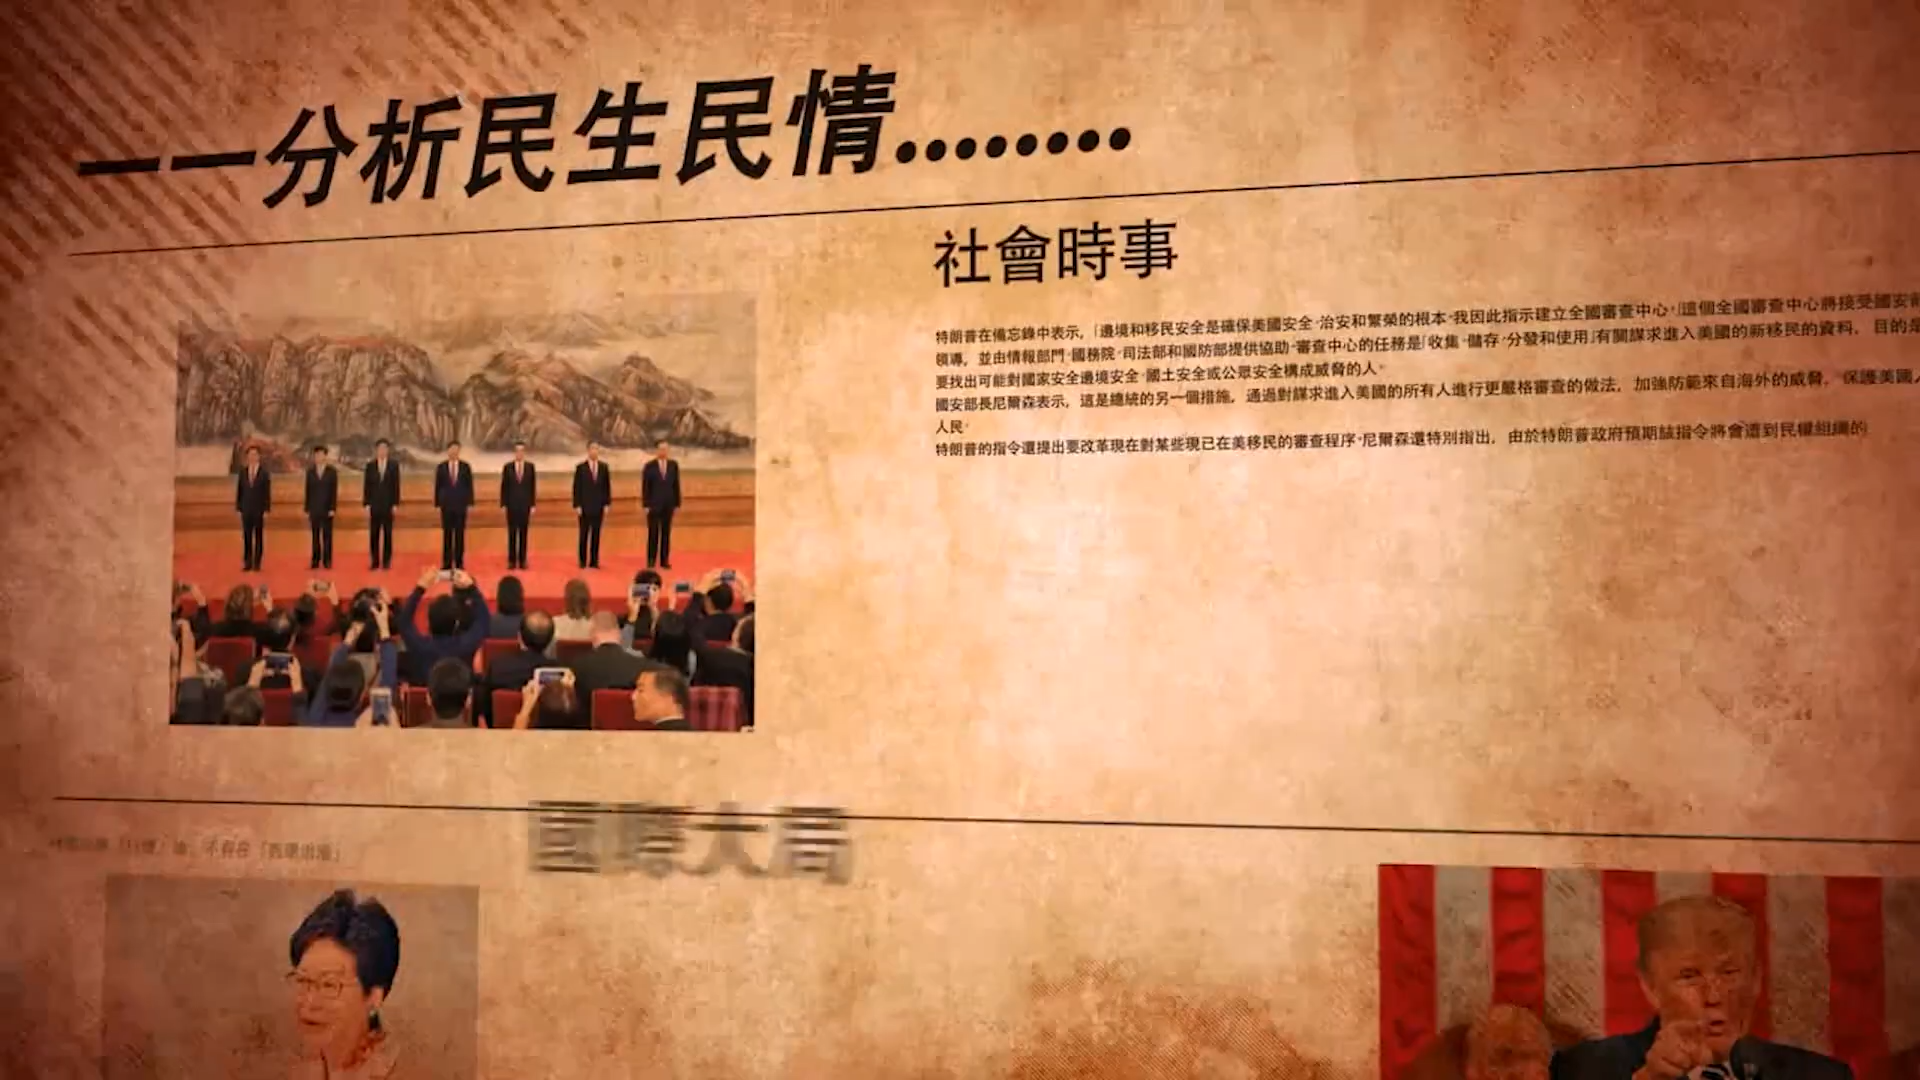 一一分析民生民情........
社會時事
特朗普在備忘錄中表示，「邊境和移民安全是確保美國安全、治安和繁榮的根本。我因此指示建立全國審查中心。」這個全國審查中心將接受國安部
領導，並由情報部門、國務院、司法部和國防部提供協助。審查中心的任務是「收集、儲存、分發和使用」有關謀求進入美國的新移民的資料，目的是
要找出可能對國家安全邊境安全、國土安全或公眾安全構成威脅的人。
國安部長尼爾森表示，這是總統的另一個措施，通過對謀求進入美國的所有人進行更嚴格審查的做法，加強防範來自海外的威脅，保護美國人
人民。
特朗普的指令還提出要改革現在對某些現已在美移民的審查程序。尼爾森還特別指出，由於特朗普政府預期該指令將會遭到民權組織的
國際大局